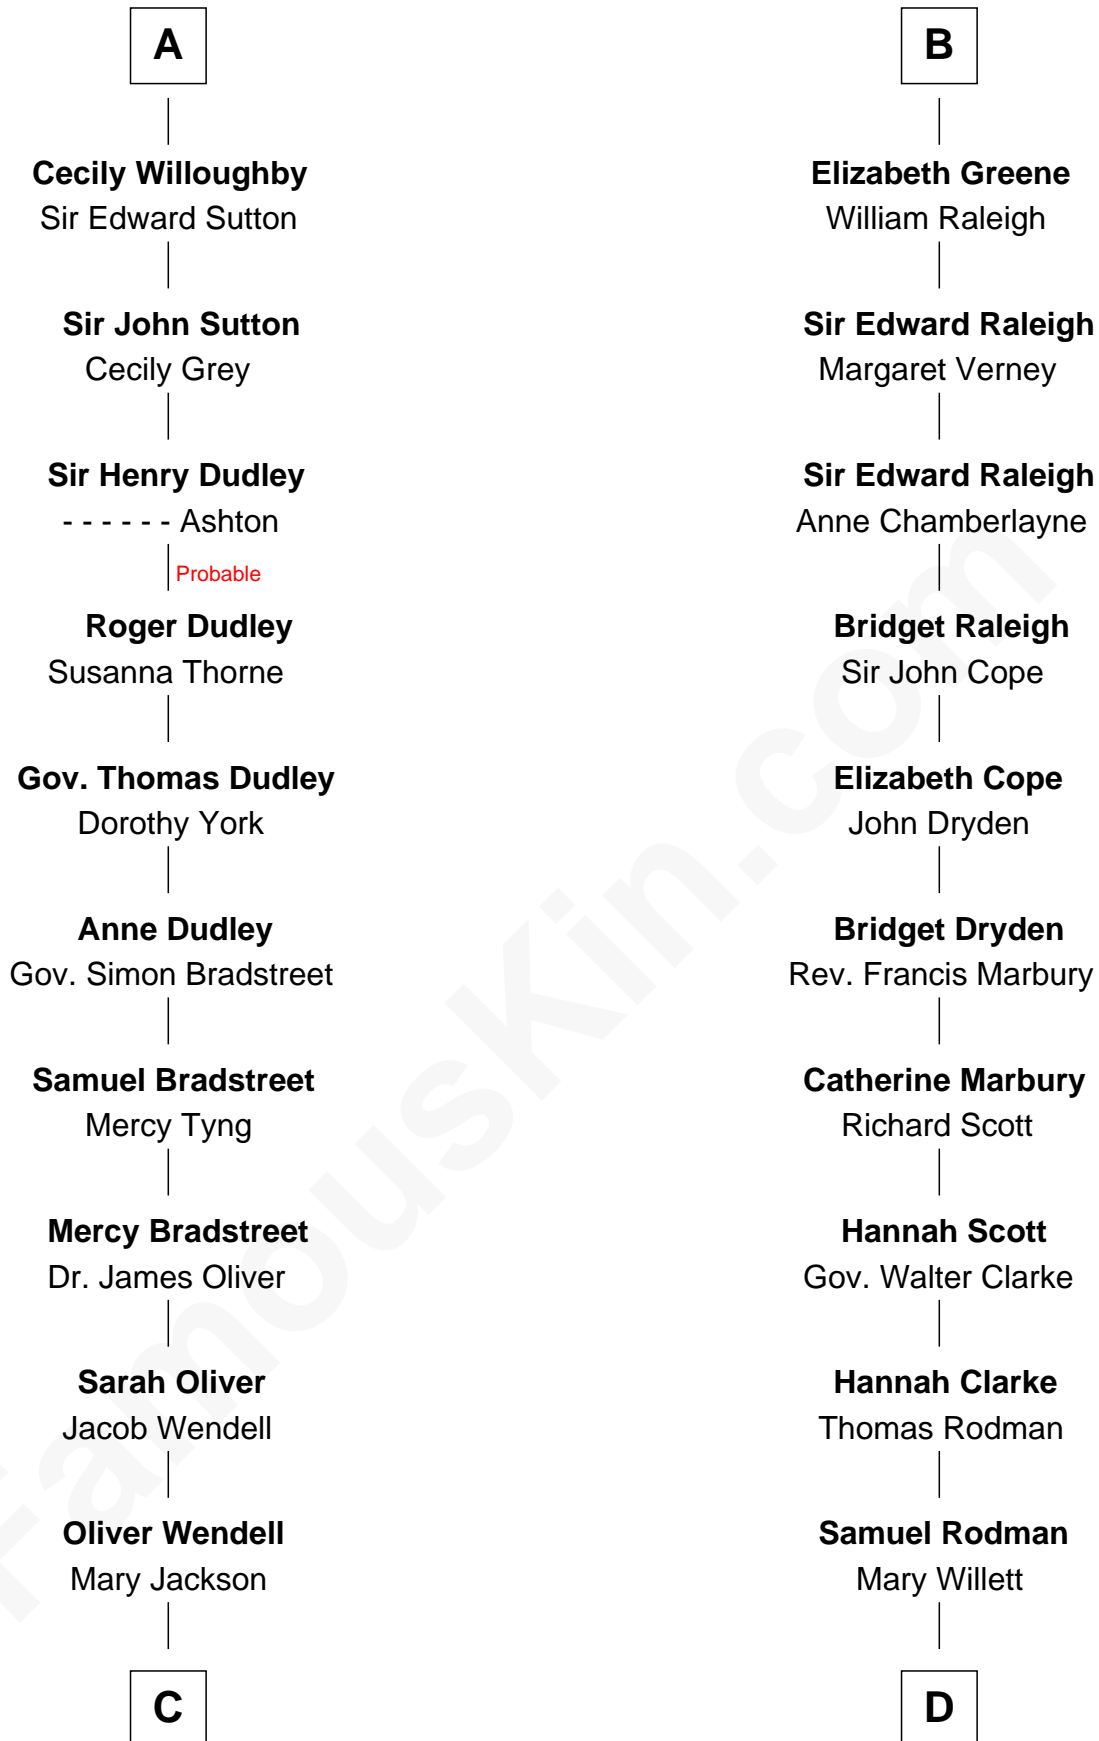 A
Cecily Willoughby
Sir Edward Sutton
Sir John Sutton
Cecily Grey
Sir Henry Dudley
- - - - - - Ashton
Probable
Roger Dudley
Susanna Thorne
Gov. Thomas Dudley
Dorothy York
Anne Dudley
Gov. Simon Bradstreet
Samuel Bradstreet
Mercy Tyng
Mercy Bradstreet
Dr. James Oliver
Sarah Oliver
Jacob Wendell
Oliver Wendell
Mary Jackson
C
B
Elizabeth Greene
William Raleigh
Sir Edward Raleigh
Margaret Verney
Sir Edward Raleigh
Anne Chamberlayne
Bridget Raleigh
Sir John Cope
Elizabeth Cope
John Dryden
Bridget Dryden
Rev. Francis Marbury
Catherine Marbury
Richard Scott
Hannah Scott
Gov. Walter Clarke
Hannah Clarke
Thomas Rodman
Samuel Rodman
Mary Willett
D
FamousKin.com